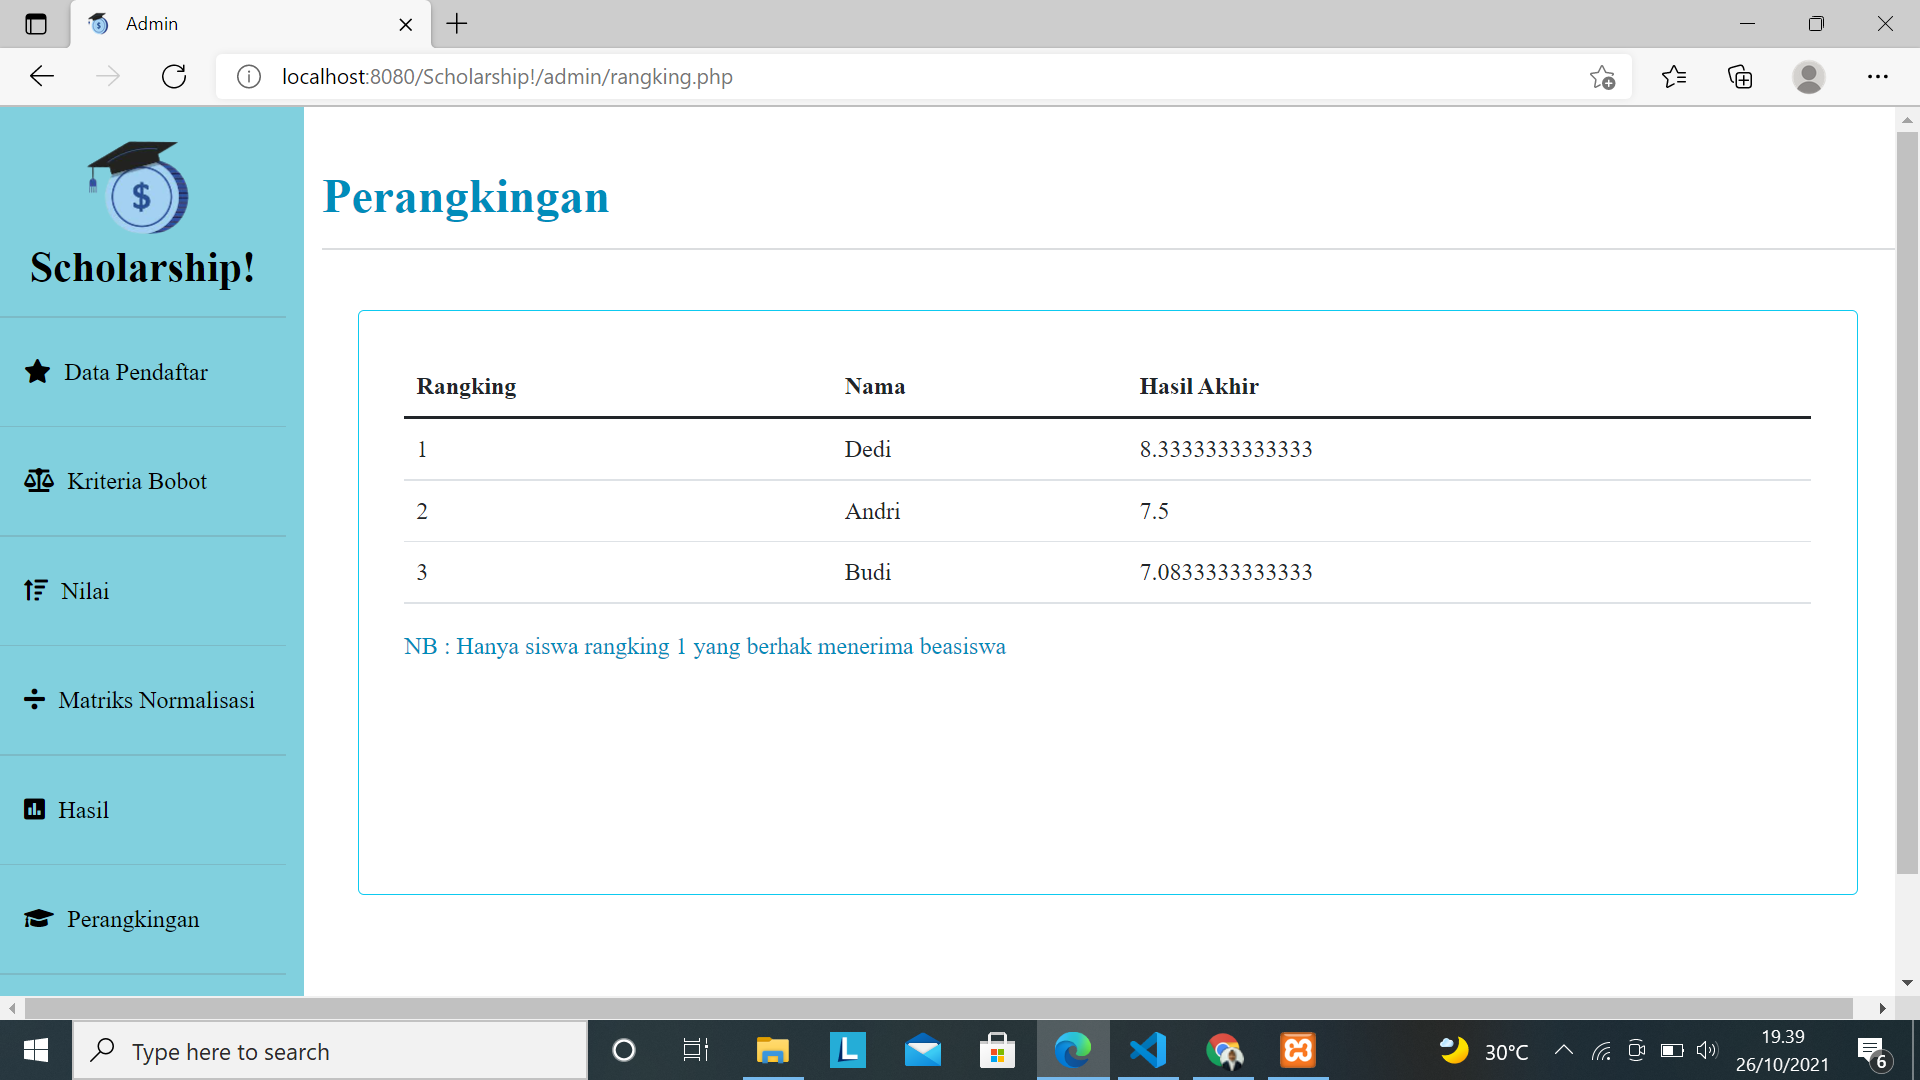 Admin
localhost:8080/Scholarship!/admin/rangking.php
$
Scholarship!
Data Pendaftar
Kriteria Bobot
Nilai
Matriks Normalisasi
Hasil
Perangkingan
Perangkingan
Rangking Nama Hasil Akhir
1 Dedi 8.3333333333333
2 Andri 7.5
3 Budi 7.0833333333333
NB : Hanya siswa rangking 1 yang berhak menerima beasiswa
Type here to search
L
30°C
19.39
26/10/2021
6